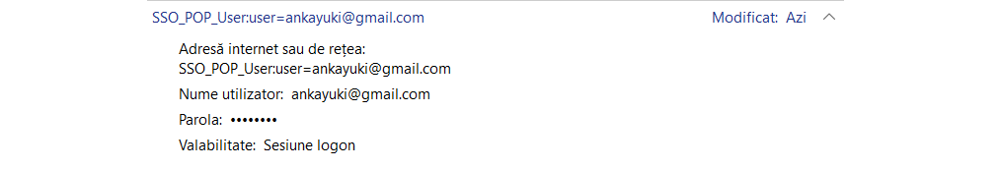 SSO_POP_User:user=ankayuki@gmail.com Modificat: Azi
Adresă internet sau de rețea:
SSO_POP_User:user=ankayuki@gmail.com
Nume utilizator: ankayuki@gmail.com
Parola: ••••••••
Valabilitate: Sesiune logon